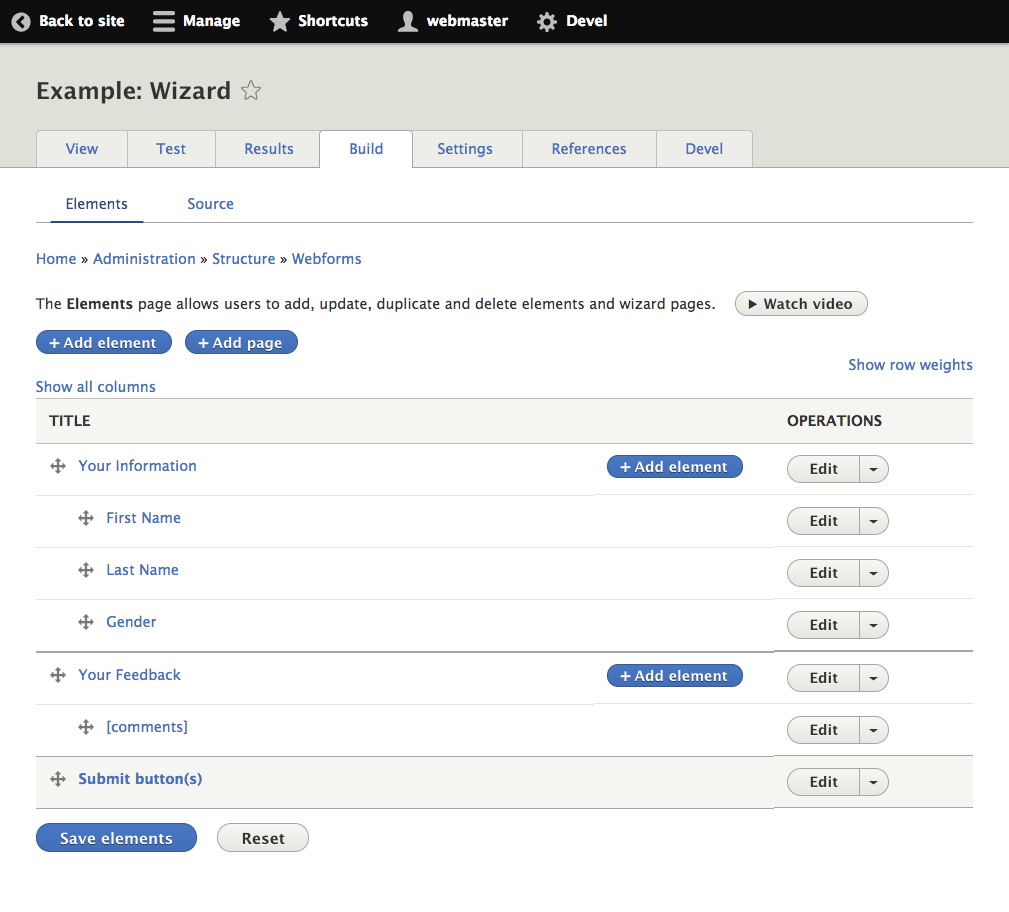 Back to site Manage Shortcuts webmaster Devel
Example: Wizard
View Test Results Build Settings References Devel
Elements Source
Home » Administration » Structure » Webforms
The Elements page allows users to add, update, duplicate and delete elements and wizard pages. Watch video
+ Add element + Add page
Show row weights
Show all columns
TITLE OPERATIONS
Your Information + Add element Edit
First Name Edit
Last Name Edit
Gender Edit
Your Feedback + Add element Edit
[comments] Edit
Submit button(s) Edit
Save elements Reset